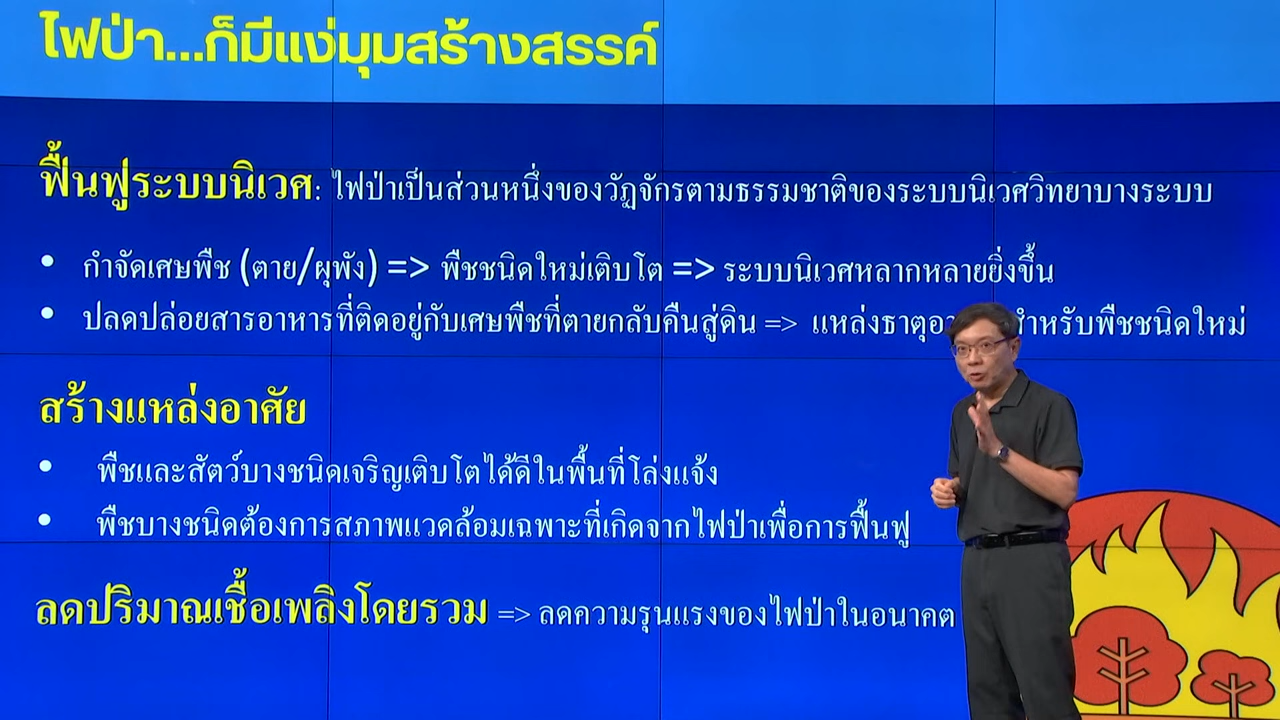 ไฟป่า...ก็มีแง่มุมสร้างสรรค์
ฟื้นฟูระบบนิเวศ: ไฟป่าเป็นส่วนหนึ่งของวัฏจักรตามธรรมชาติของระบบนิเวศวิทยาบางระบบ
• กำจัดเศษพืช (ตาย/ผุพัง) => พืชชนิดใหม่เติบโต => ระบบนิเวศหลากหลายยิ่งขึ้น
• ปลดปล่อยสารอาหารที่ติดอยู่กับเศษพืชที่ตายกลับคืนสู่ดิน => แหล่งธาตุอา สำหรับพืชชนิดใหม่
สร้างแหล่งอาศัย
• พืชและสัตว์บางชนิดเจริญเติบโตได้ดีในพื้นที่โล่งแจ้ง
• พืชบางชนิดต้องการสภาพแวดล้อมเฉพาะที่เกิดจากไฟป่าเพื่อการฟื้นฟู
ลดปริมาณเชื้อเพลิงโดยรวม => ลดความรุนแรงของไฟป่าในอนาคต